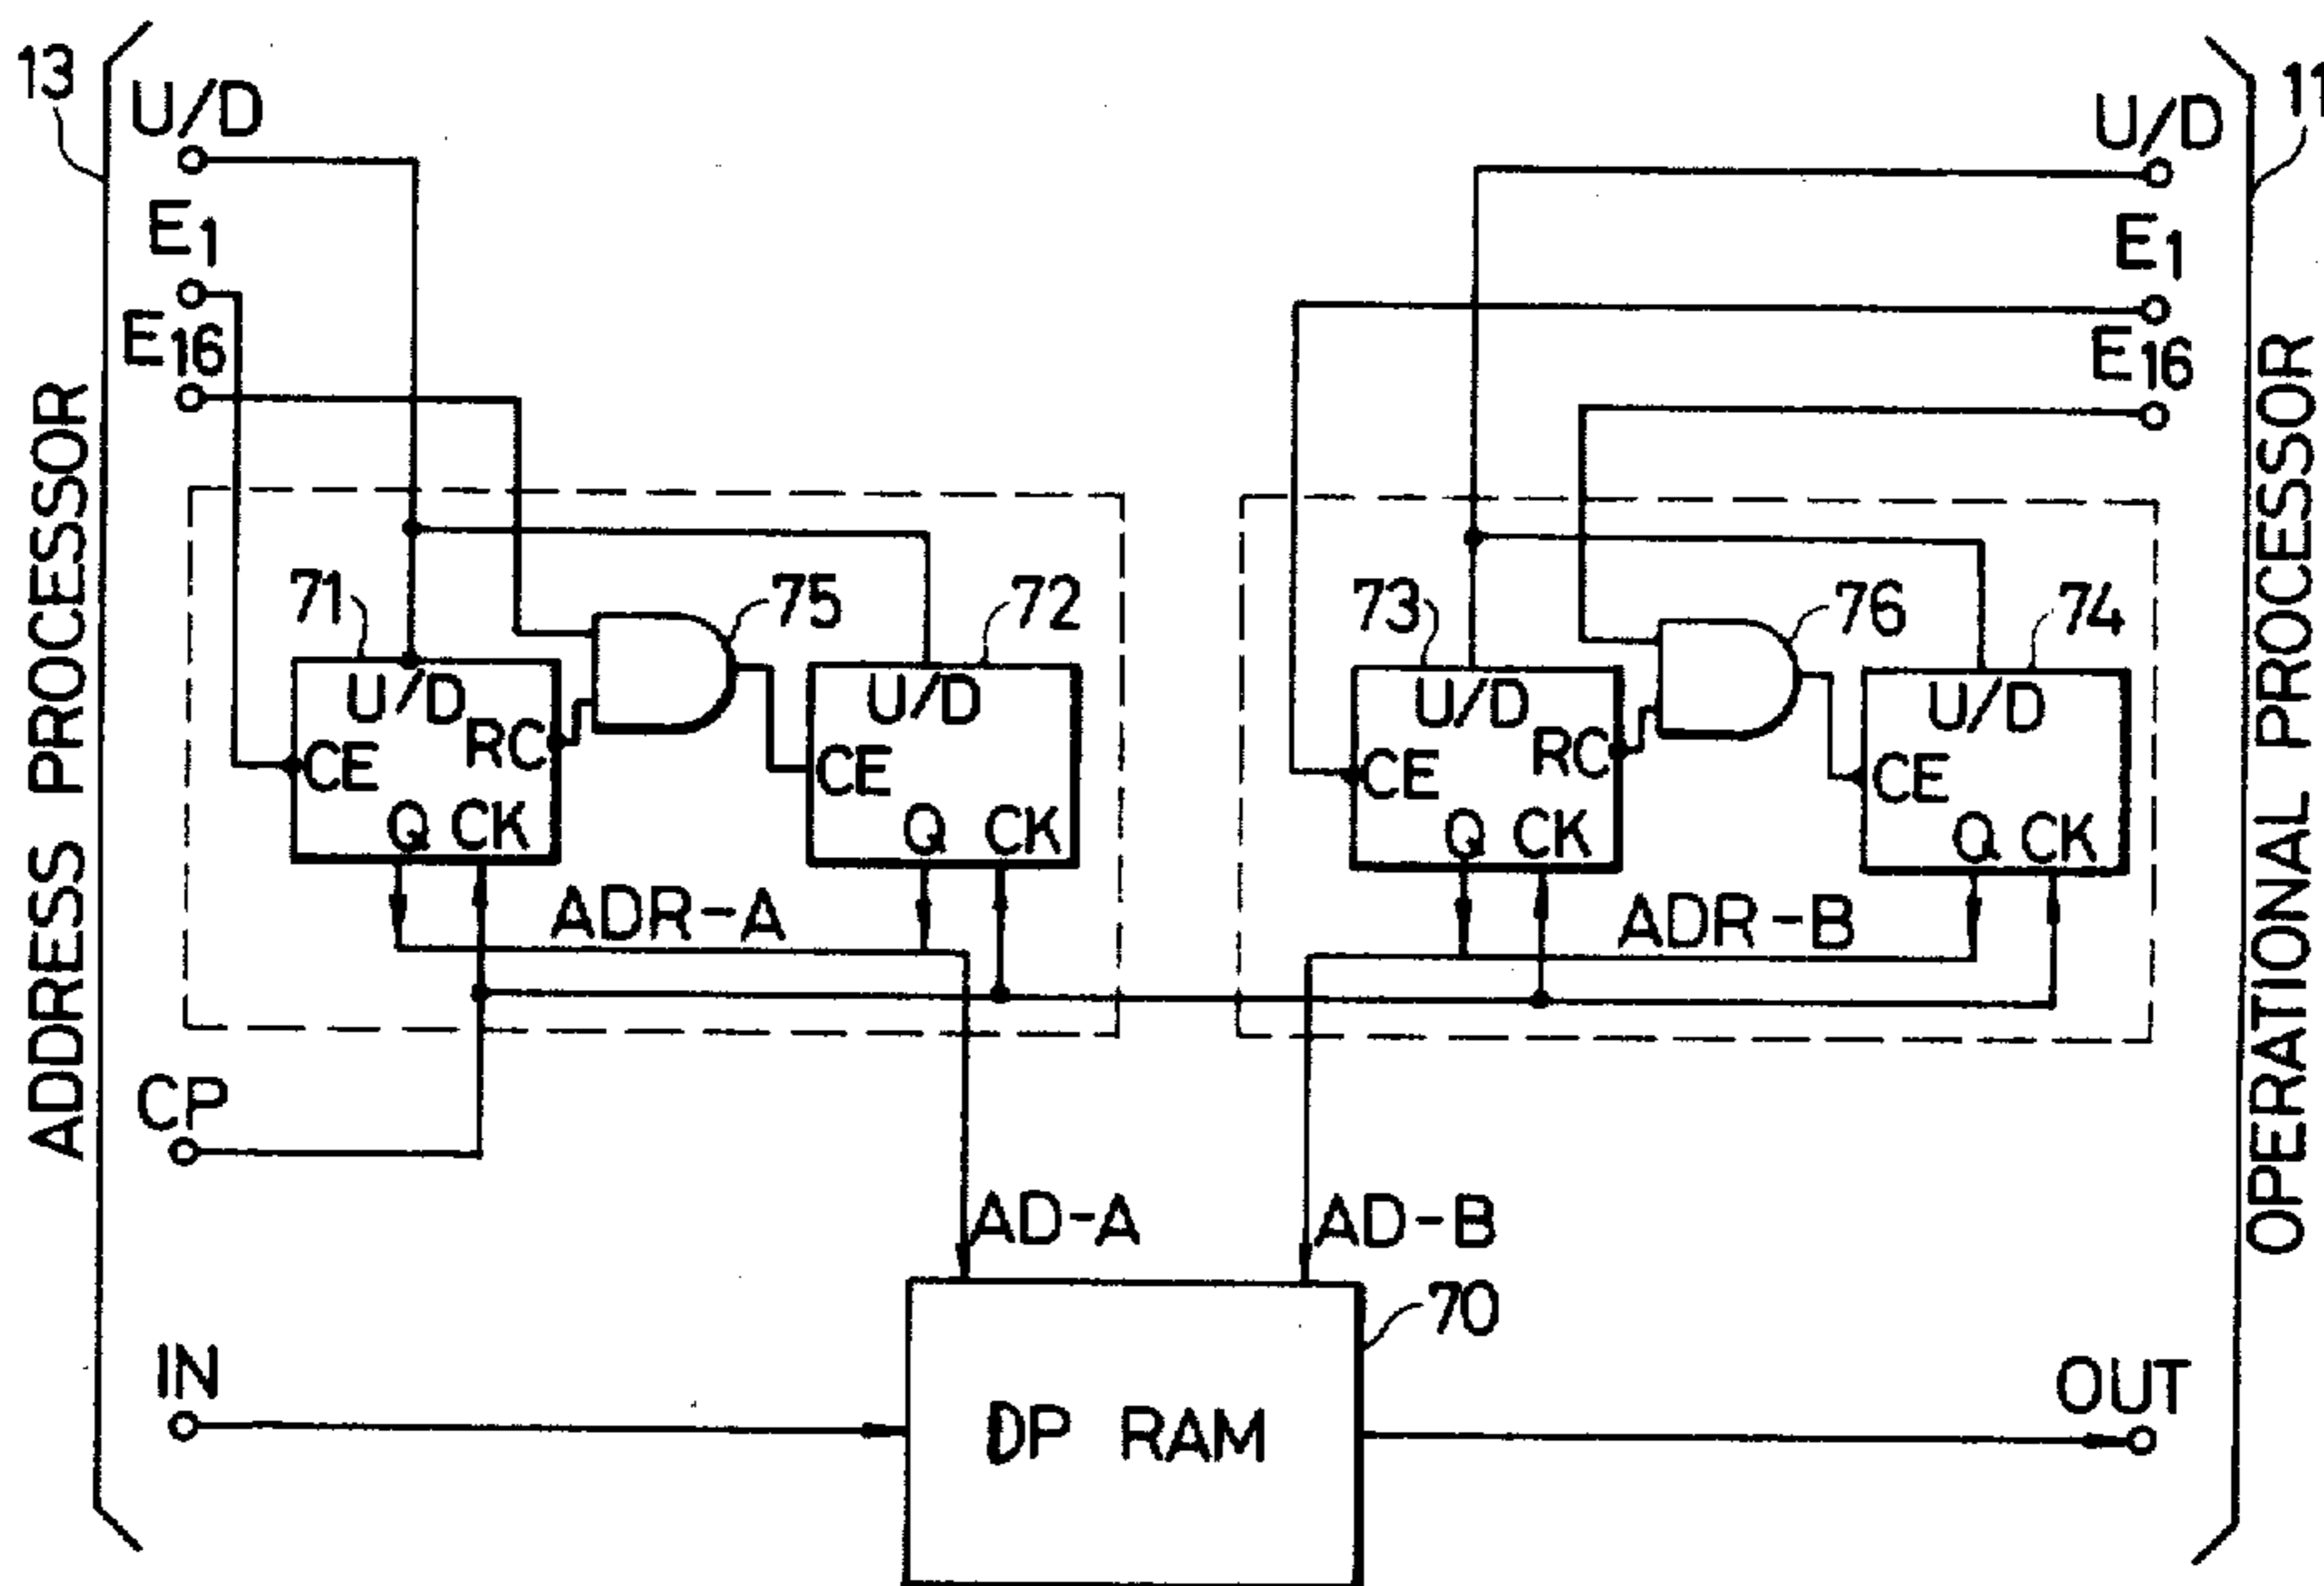 13
11
U/D
U/D
E1
E1
E16
E16
ADDRESS PROCESSOR
OPERATIONAL PROCESSOR
71
75
72
73
76
74
U/D
RC
CE
Q
CK
U/D
CE
Q
CK
U/D
RC
CE
Q
CK
U/D
CE
Q
CK
ADR-A
ADR-B
CP
AD-A
AD-B
70
IN
DP RAM
OUT